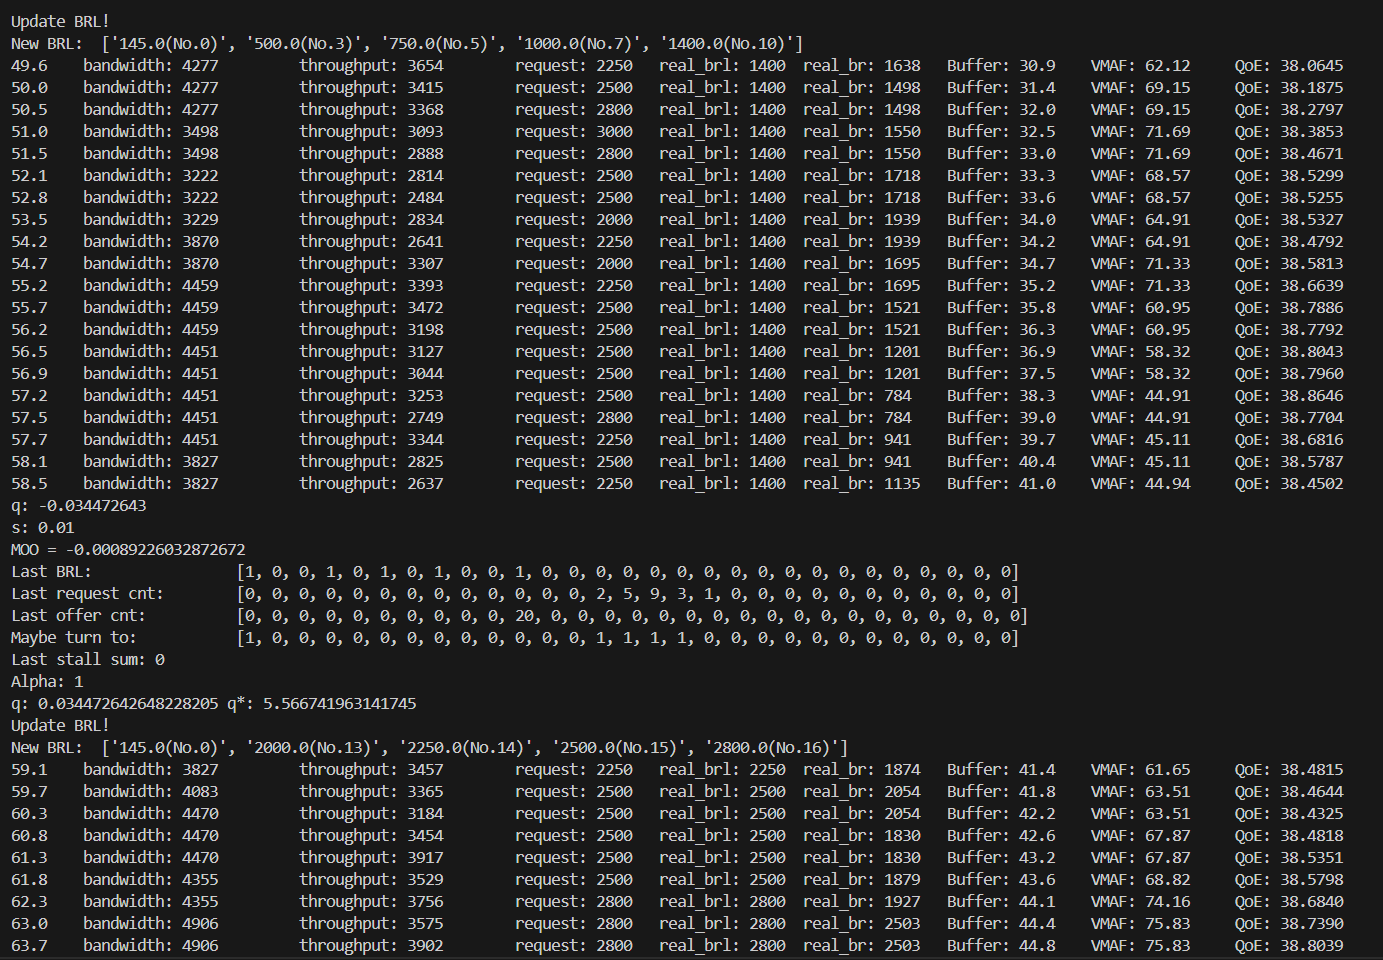 Update BRL!
New BRL:  ['145.0(No.0)', '500.0(No.3)', '750.0(No.5)', '1000.0(No.7)', '1400.0(No.10)']
49.6    bandwidth: 4277         throughput: 3654        request: 2250   real_brl: 1400  real_br: 1638   Buffer: 30.9    VMAF: 62.12     QoE: 38.0645
50.0    bandwidth: 4277         throughput: 3415        request: 2500   real_brl: 1400  real_br: 1498   Buffer: 31.4    VMAF: 69.15     QoE: 38.1875
50.5    bandwidth: 4277         throughput: 3368        request: 2800   real_brl: 1400  real_br: 1498   Buffer: 32.0    VMAF: 69.15     QoE: 38.2797
51.0    bandwidth: 3498         throughput: 3093        request: 3000   real_brl: 1400  real_br: 1550   Buffer: 32.5    VMAF: 71.69     QoE: 38.3853
51.5    bandwidth: 3498         throughput: 2888        request: 2800   real_brl: 1400  real_br: 1550   Buffer: 33.0    VMAF: 71.69     QoE: 38.4671
52.1    bandwidth: 3222         throughput: 2814        request: 2500   real_brl: 1400  real_br: 1718   Buffer: 33.3    VMAF: 68.57     QoE: 38.5299
52.8    bandwidth: 3222         throughput: 2484        request: 2500   real_brl: 1400  real_br: 1718   Buffer: 33.6    VMAF: 68.57     QoE: 38.5255
53.5    bandwidth: 3229         throughput: 2834        request: 2000   real_brl: 1400  real_br: 1939   Buffer: 34.0    VMAF: 64.91     QoE: 38.5327
54.2    bandwidth: 3870         throughput: 2641        request: 2250   real_brl: 1400  real_br: 1939   Buffer: 34.2    VMAF: 64.91     QoE: 38.4792
54.7    bandwidth: 3870         throughput: 3307        request: 2000   real_brl: 1400  real_br: 1695   Buffer: 34.7    VMAF: 71.33     QoE: 38.5813
55.2    bandwidth: 4459         throughput: 3393        request: 2250   real_brl: 1400  real_br: 1695   Buffer: 35.2    VMAF: 71.33     QoE: 38.6639
55.7    bandwidth: 4459         throughput: 3472        request: 2500   real_brl: 1400  real_br: 1521   Buffer: 35.8    VMAF: 60.95     QoE: 38.7886
56.2    bandwidth: 4459         throughput: 3198        request: 2500   real_brl: 1400  real_br: 1521   Buffer: 36.3    VMAF: 60.95     QoE: 38.7792
56.5    bandwidth: 4451         throughput: 3127        request: 2500   real_brl: 1400  real_br: 1201   Buffer: 36.9    VMAF: 58.32     QoE: 38.8043
56.9    bandwidth: 4451         throughput: 3044        request: 2500   real_brl: 1400  real_br: 1201   Buffer: 37.5    VMAF: 58.32     QoE: 38.7960
57.2    bandwidth: 4451         throughput: 3253        request: 2500   real_brl: 1400  real_br: 784    Buffer: 38.3    VMAF: 44.91     QoE: 38.8646
57.5    bandwidth: 4451         throughput: 2749        request: 2800   real_brl: 1400  real_br: 784    Buffer: 39.0    VMAF: 44.91     QoE: 38.7704
57.7    bandwidth: 4451         throughput: 3344        request: 2250   real_brl: 1400  real_br: 941    Buffer: 39.7    VMAF: 45.11     QoE: 38.6816
58.1    bandwidth: 3827         throughput: 2825        request: 2500   real_brl: 1400  real_br: 941    Buffer: 40.4    VMAF: 45.11     QoE: 38.5787
58.5    bandwidth: 3827         throughput: 2637        request: 2250   real_brl: 1400  real_br: 1135   Buffer: 41.0    VMAF: 44.94     QoE: 38.4502
q: -0.034472643
s: 0.01
MOO = -0.00089226032872672
Last BRL:                [1, 0, 0, 1, 0, 1, 0, 1, 0, 0, 1, 0, 0, 0, 0, 0, 0, 0, 0, 0, 0, 0, 0, 0, 0, 0, 0, 0, 0]
Last request cnt:        [0, 0, 0, 0, 0, 0, 0, 0, 0, 0, 0, 0, 0, 2, 5, 9, 3, 1, 0, 0, 0, 0, 0, 0, 0, 0, 0, 0, 0]
Last offer cnt:          [0, 0, 0, 0, 0, 0, 0, 0, 0, 0, 20, 0, 0, 0, 0, 0, 0, 0, 0, 0, 0, 0, 0, 0, 0, 0, 0, 0, 0]
Maybe turn to:           [1, 0, 0, 0, 0, 0, 0, 0, 0, 0, 0, 0, 0, 1, 1, 1, 1, 0, 0, 0, 0, 0, 0, 0, 0, 0, 0, 0, 0]
Last stall sum: 0
Alpha: 1
q: 0.034472642648228205 q*: 5.566741963141745
Update BRL!
New BRL:  ['145.0(No.0)', '2000.0(No.13)', '2250.0(No.14)', '2500.0(No.15)', '2800.0(No.16)']
59.1    bandwidth: 3827         throughput: 3457        request: 2250   real_brl: 2250  real_br: 1874   Buffer: 41.4    VMAF: 61.65     QoE: 38.4815
59.7    bandwidth: 4083         throughput: 3365        request: 2500   real_brl: 2500  real_br: 2054   Buffer: 41.8    VMAF: 63.51     QoE: 38.4644
60.3    bandwidth: 4470         throughput: 3184        request: 2500   real_brl: 2500  real_br: 2054   Buffer: 42.2    VMAF: 63.51     QoE: 38.4325
60.8    bandwidth: 4470         throughput: 3454        request: 2500   real_brl: 2500  real_br: 1830   Buffer: 42.6    VMAF: 67.87     QoE: 38.4818
61.3    bandwidth: 4470         throughput: 3917        request: 2500   real_brl: 2500  real_br: 1830   Buffer: 43.2    VMAF: 67.87     QoE: 38.5351
61.8    bandwidth: 4355         throughput: 3529        request: 2500   real_brl: 2500  real_br: 1879   Buffer: 43.6    VMAF: 68.82     QoE: 38.5798
62.3    bandwidth: 4355         throughput: 3756        request: 2800   real_brl: 2800  real_br: 1927   Buffer: 44.1    VMAF: 74.16     QoE: 38.6840
63.0    bandwidth: 4906         throughput: 3575        request: 2800   real_brl: 2800  real_br: 2503   Buffer: 44.4    VMAF: 75.83     QoE: 38.7390
63.7    bandwidth: 4906         throughput: 3902        request: 2800   real_brl: 2800  real_br: 2503   Buffer: 44.8    VMAF: 75.83     QoE: 38.8039